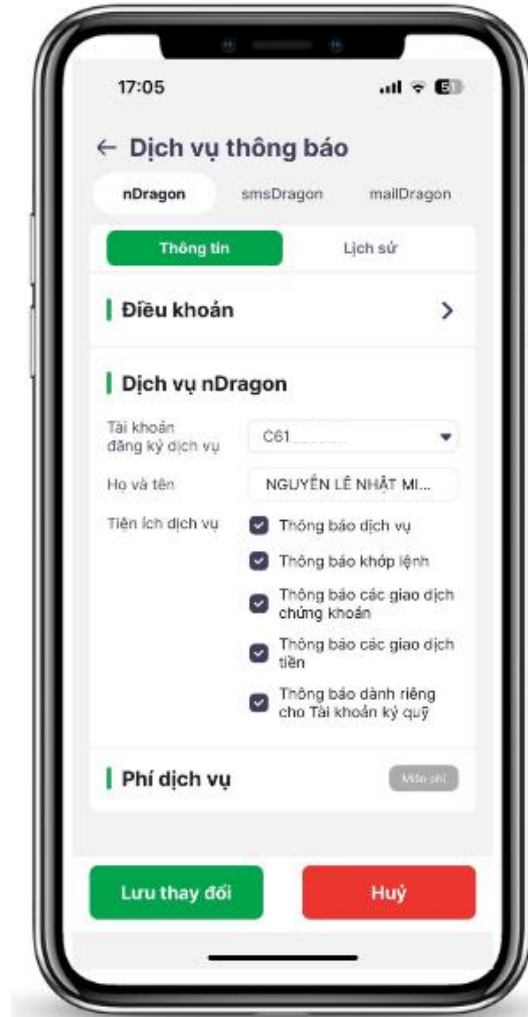 17:05
← Dịch vụ thông báo
nDragon smsDragon mailDragon
Thông tin Lịch sử
Điều khoản
Dịch vụ nDragon
Tài khoản
đăng ký dịch vụ
C61
Họ và tên NGUYỄN LÊ NHẬT MI...
Tiện ích dịch vụ Thông báo dịch vụ
Thông báo khớp lệnh
Thông báo các giao dịch
chứng khoán
Thông báo các giao dịch
tiền
Thông báo dành riêng
cho Tài khoản ký quỹ
Phí dịch vụ Miễn phí
Lưu thay đổi Huỷ